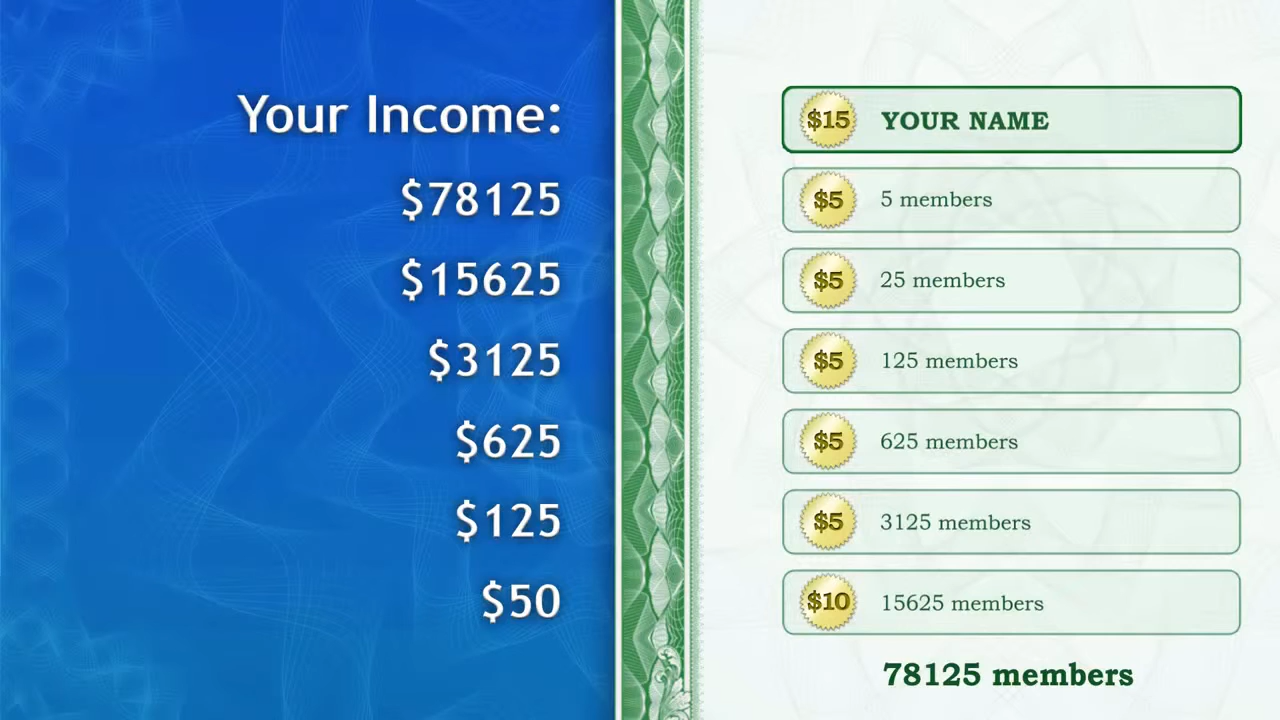 Your Income:
$78125
$15625
$3125
$625
$125
$50
$15 YOUR NAME
$5 5 members
$5 25 members
$5 125 members
$5 625 members
$5 3125 members
$10 15625 members
78125 members